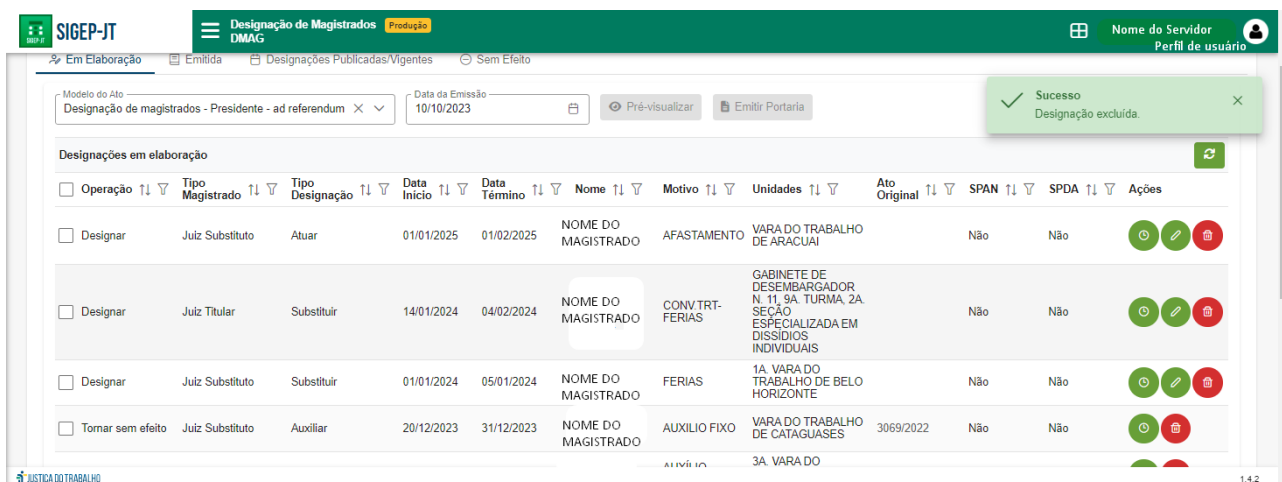 SIGEP-JT
SIGEP-JT
Designação de Magistrados Produção
DMAG
Nome do Servidor
Perfil de usuário
Em Elaboração Emitida Designações Publicadas/Vigentes Sem Efeito
Modelo do Ato
Designação de magistrados - Presidente - ad referendum
Data da Emissão
10/10/2023
Pré-visualizar
Emitir Portaria
Sucesso
Designação excluída.
Designações em elaboração
Operação Tipo Magistrado Tipo Designação Data Início Data Término Nome Motivo Unidades Ato Original SPAN SPDA Ações
Designar Juiz Substituto Atuar 01/01/2025 01/02/2025 NOME DO MAGISTRADO AFASTAMENTO VARA DO TRABALHO DE ARACUAI Não Não
Designar Juiz Titular Substituir 14/01/2024 04/02/2024 NOME DO MAGISTRADO CONV.TRT-FERIAS GABINETE DE DESEMBARGADOR N. 11, 9A. TURMA, 2A. SEÇÃO ESPECIALIZADA EM DISSÍDIOS INDIVIDUAIS Não Não
Designar Juiz Substituto Substituir 01/01/2024 05/01/2024 NOME DO MAGISTRADO FERIAS 1A. VARA DO TRABALHO DE BELO HORIZONTE Não Não
Tornar sem efeito Juiz Substituto Auxiliar 20/12/2023 31/12/2023 NOME DO MAGISTRADO AUXILIO FIXO VARA DO TRABALHO DE CATAGUASES 3069/2022 Não Não
AUXÍLIO 3A. VARA DO
JUSTIÇA DO TRABALHO
1.4.2